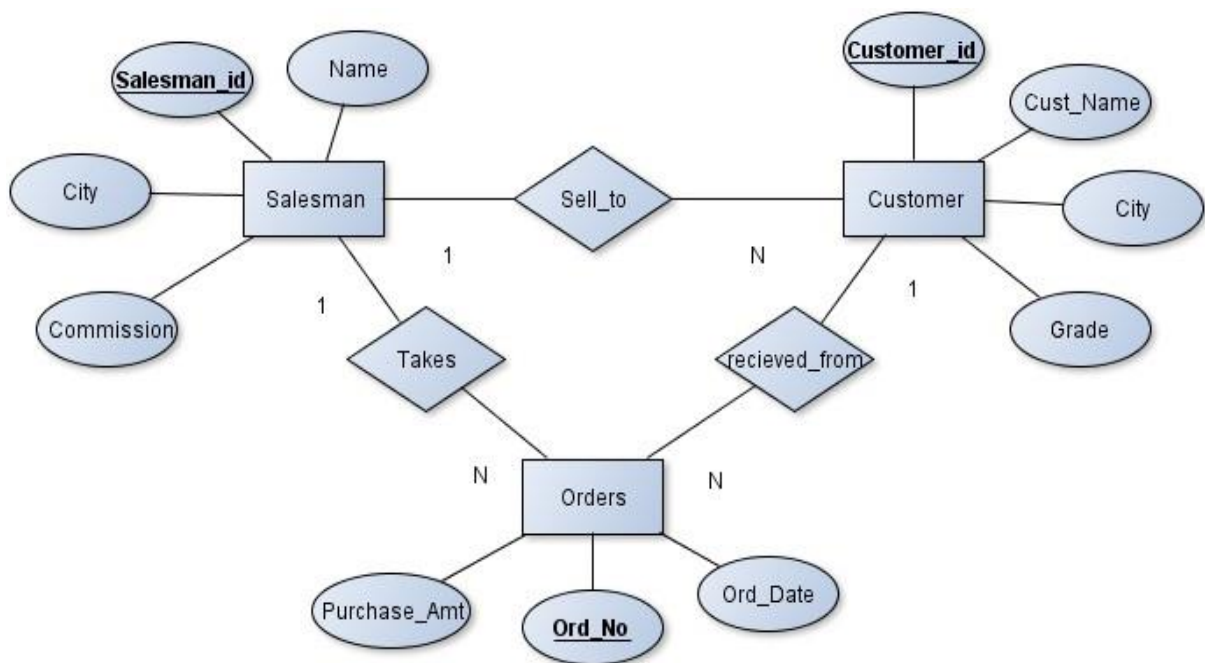 Customer_id
Salesman_id
Name
Cust_Name
City
Salesman
Sell_to
Customer
City
1
N
1
1
Commission
Grade
Takes
recieved_from
N
N
Orders
Purchase_Amt
Ord_No
Ord_Date